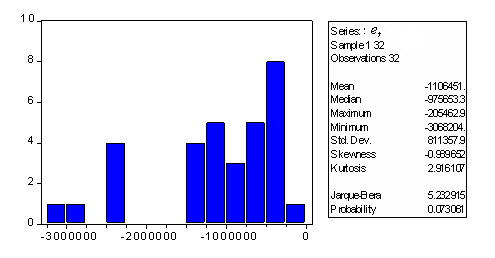 10
8
6
4
2
0
-3000000 -2000000 -1000000 0
Series: : e,
Sample 1 32
Observations 32
Mean -1106451.
Median -975653.3
Maximum -205462.9
Minimum -3068204.
Std. Dev. 811357.9
Skewness -0.989652
Kurtosis 2.916107
Jarque-Bera 5.232915
Probability 0.073061